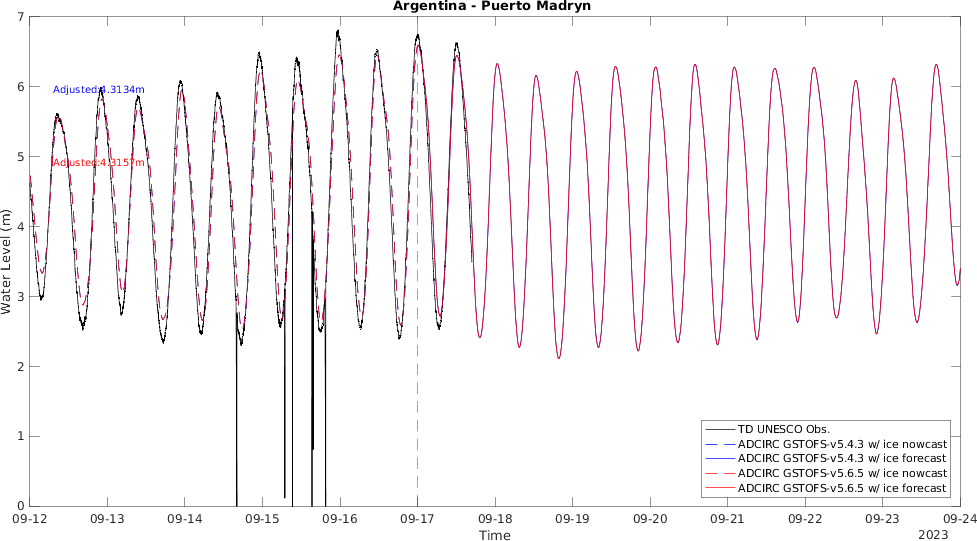 Argentina - Puerto Madryn
7
6
5
4
3
2
1
0
Water Level (m)
Adjusted:4.3134m
Adjusted:4.3157m
TD UNESCO Obs.
ADCIRC GSTOFS-v5.4.3 w/ ice nowcast
ADCIRC GSTOFS-v5.4.3 w/ ice forecast
ADCIRC GSTOFS-v5.6.5 w/ ice nowcast
ADCIRC GSTOFS-v5.6.5 w/ ice forecast
09-12 09-13 09-14 09-15 09-16 09-17 09-18 09-19 09-20 09-21 09-22 09-23 09-24
Time
2023